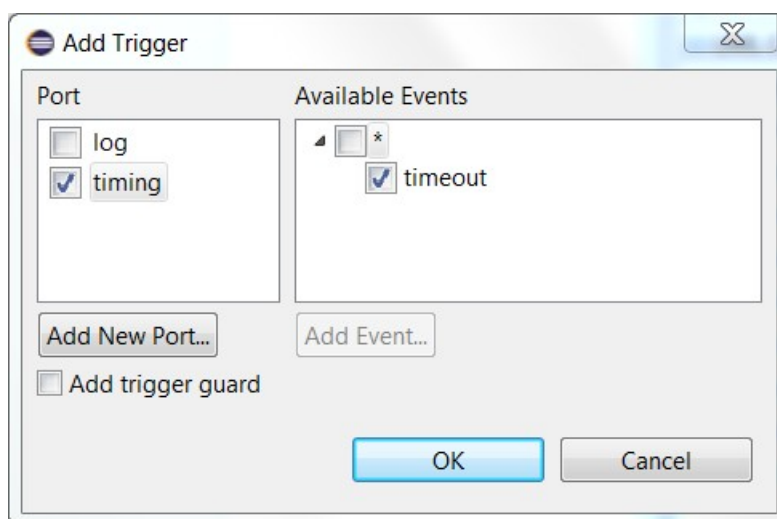 Add Trigger
Port
Available Events
log
timing
*
timeout
Add New Port...
Add Event...
Add trigger guard
OK
Cancel